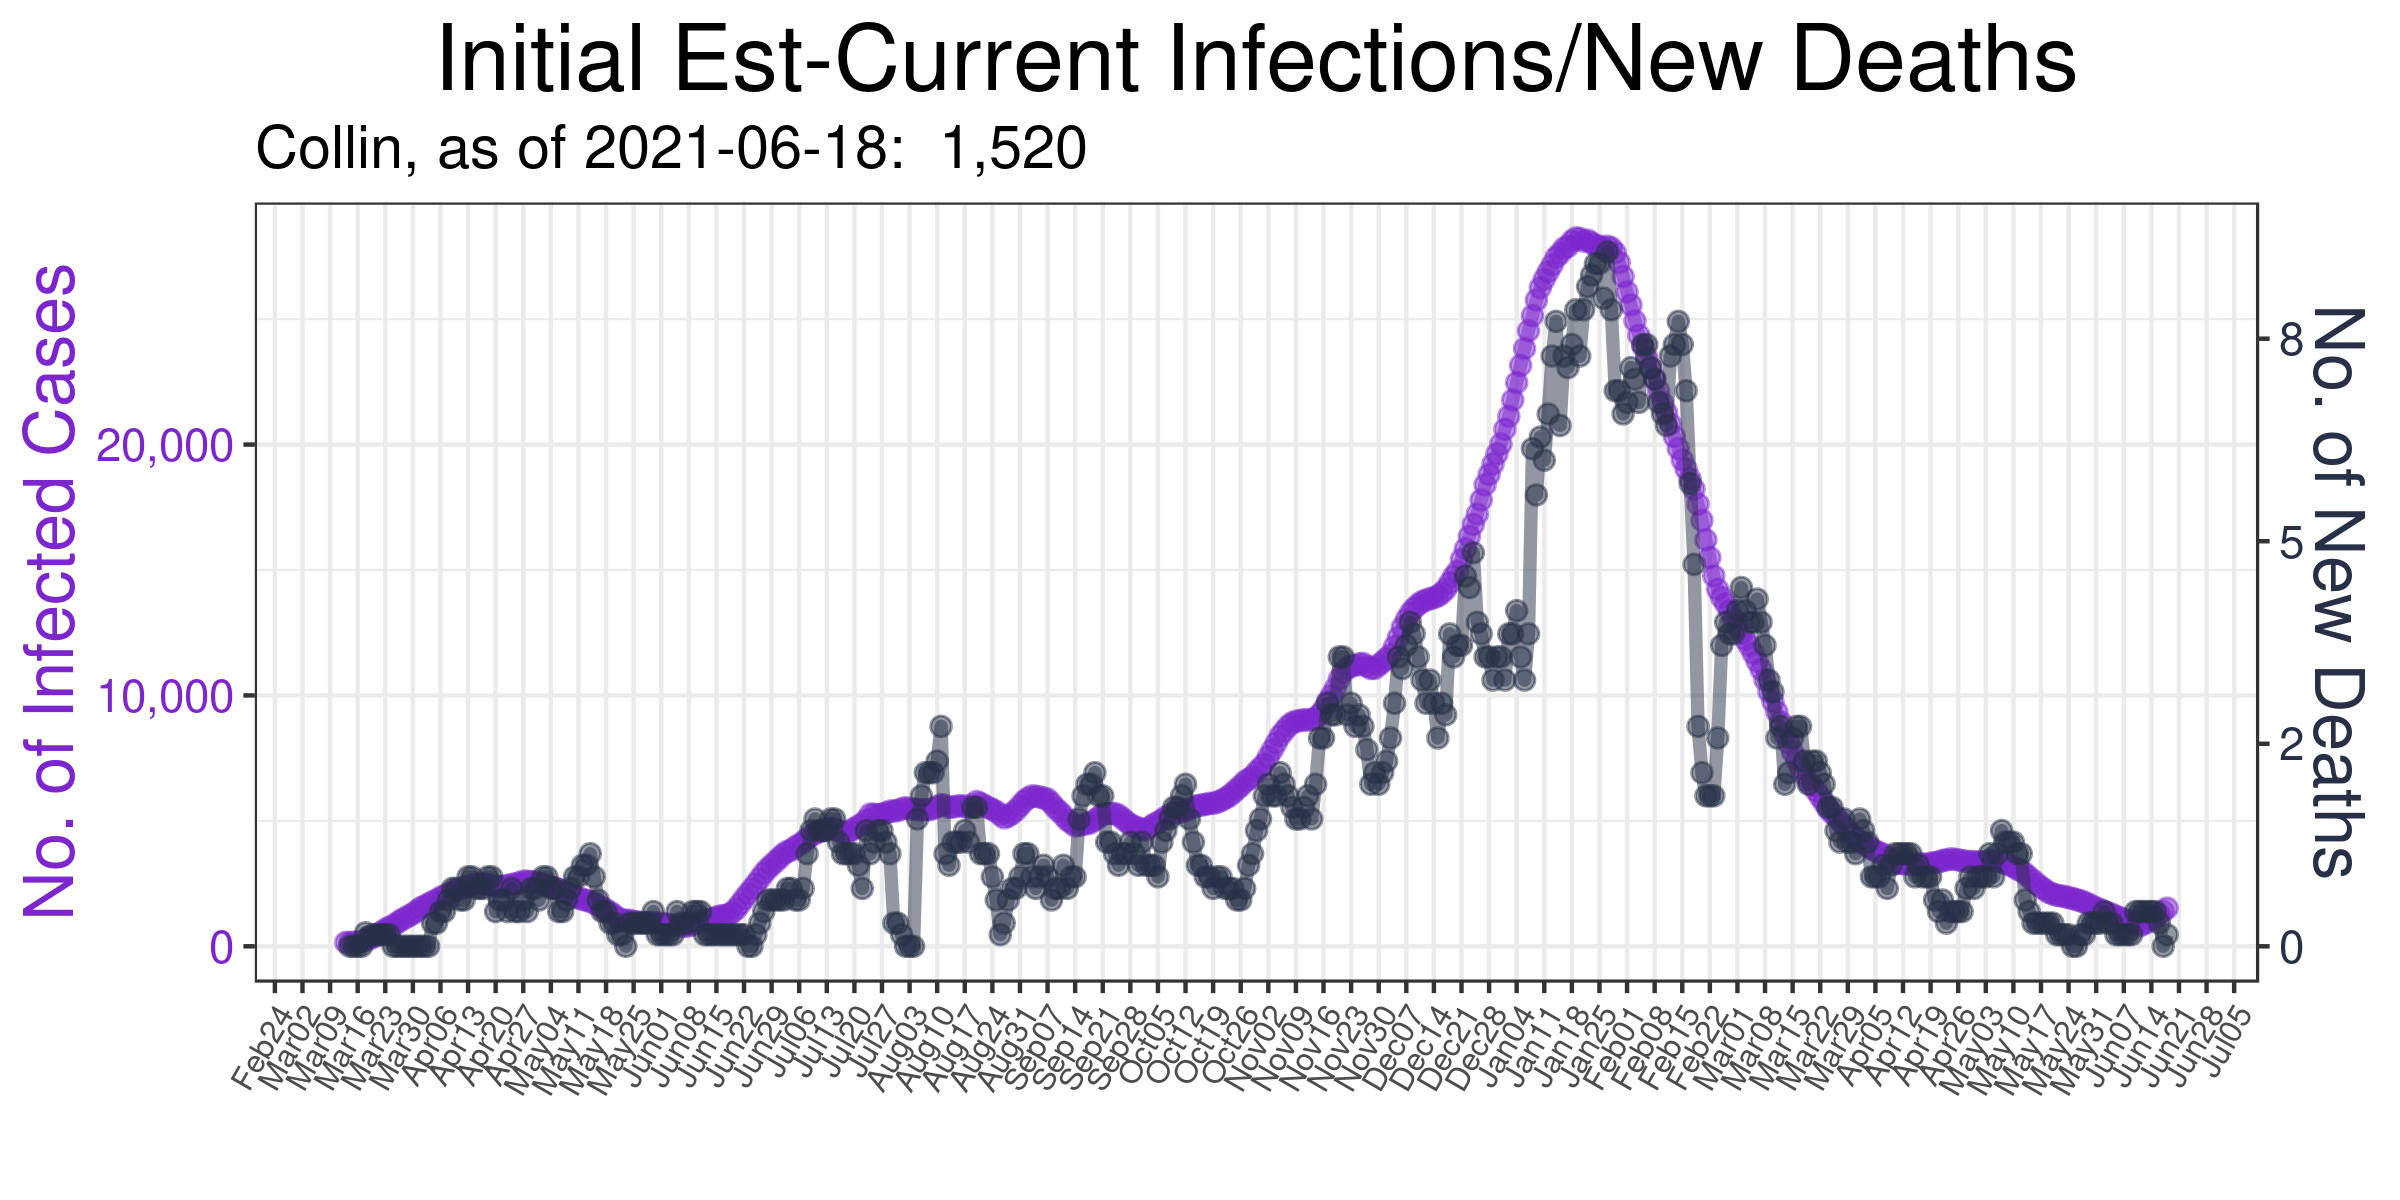 Initial Est-Current Infections/New Deaths
Collin, as of 2021-06-18:  1,520
No. of Infected Cases
20,000
10,000
0
8
5
2
0
No. of New Deaths
Feb24
Mar02
Mar09
Mar16
Mar23
Mar30
Apr06
Apr13
Apr20
Apr27
May04
May11
May18
May25
Jun01
Jun08
Jun15
Jun22
Jun29
Jul06
Jul13
Jul20
Jul27
Aug03
Aug10
Aug17
Aug24
Aug31
Sep07
Sep14
Sep21
Sep28
Oct05
Oct12
Oct19
Oct26
Nov02
Nov09
Nov16
Nov23
Nov30
Dec07
Dec14
Dec21
Dec28
Jan04
Jan11
Jan18
Jan25
Feb01
Feb08
Feb15
Feb22
Mar01
Mar08
Mar15
Mar22
Mar29
Apr05
Apr12
Apr19
Apr26
May03
May10
May17
May24
May31
Jun07
Jun14
Jun21
Jun28
Jul05